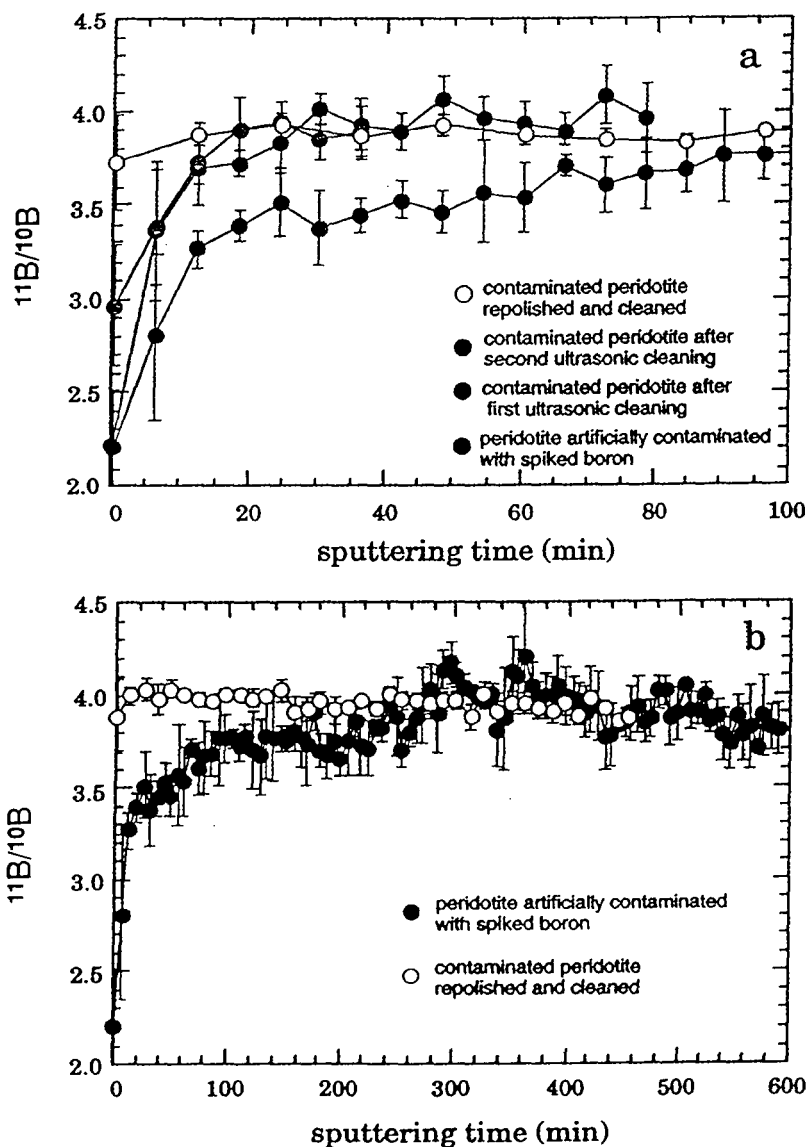 a
4.5
4.0
3.5
3.0
2.5
2.0
¹¹B/¹⁰B
contaminated peridotite
repolished and cleaned
contaminated peridotite after
second ultrasonic cleaning
contaminated peridotite after
first ultrasonic cleaning
peridotite artificially contaminated
with spiked boron
0 20 40 60 80 100
sputtering time (min)
b
4.5
4.0
3.5
3.0
2.5
2.0
¹¹B/¹⁰B
peridotite artificially contaminated
with spiked boron
contaminated peridotite
repolished and cleaned
0 100 200 300 400 500 600
sputtering time (min)